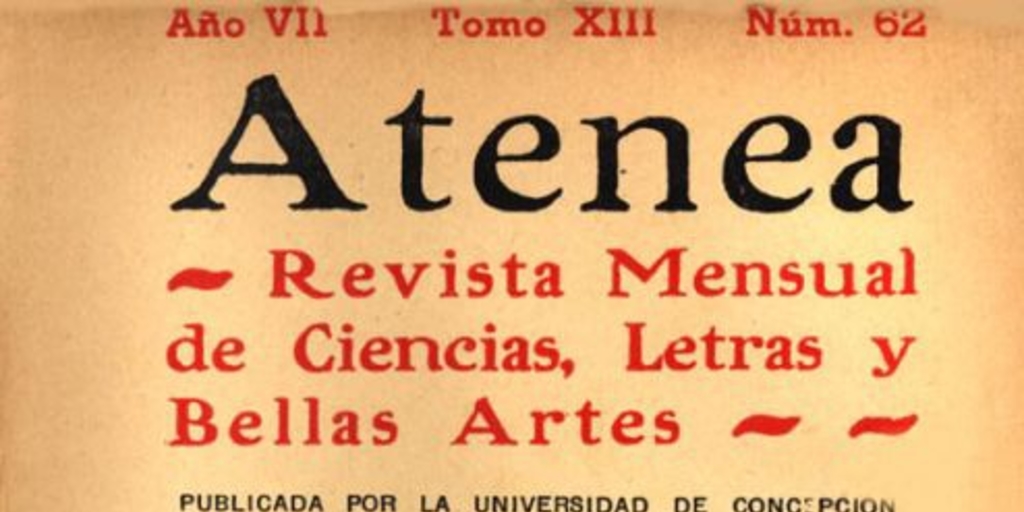 Año VII Tomo XIII Núm. 62
Atenea
~ Revista Mensual
de Ciencias, Letras y
Bellas Artes ~ ~
PUBLICADA POR LA UNIVERSIDAD DE CONCEPCION